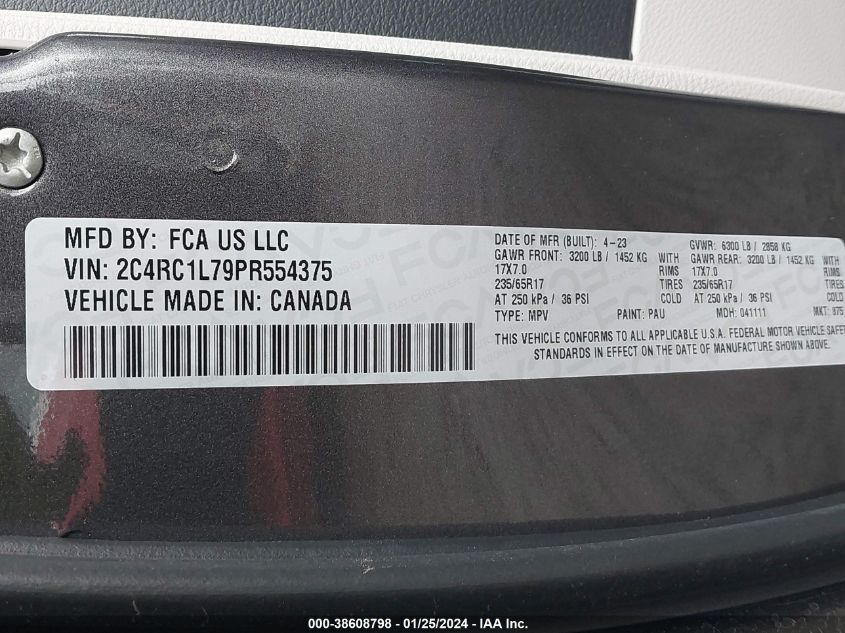 MFD BY: FCA US LLC
VIN: 2C4RC1L79PR554375
VEHICLE MADE IN: CANADA
DATE OF MFR (BUILT): 4-23 GVWR: 6300 LB / 2858 KG
GAWR FRONT: 3200 LB / 1452 KG WITH GAWR REAR: 3200 LB / 1452 KG WITH
17X7.0 RIMS 17X7.0 RIMS
235/65R17 TIRES 235/65R17 TIRES
AT 250 kPa / 36 PSI COLD AT 250 kPa / 36 PSI COLD
TYPE: MPV PAINT: PAU MDH: 041111 MKT: 875
THIS VEHICLE CONFORMS TO ALL APPLICABLE U.S.A. FEDERAL MOTOR VEHICLE SAFET
STANDARDS IN EFFECT ON THE DATE OF MANUFACTURE SHOWN ABOVE.
000-38608798 - 01/25/2024 - IAA Inc.